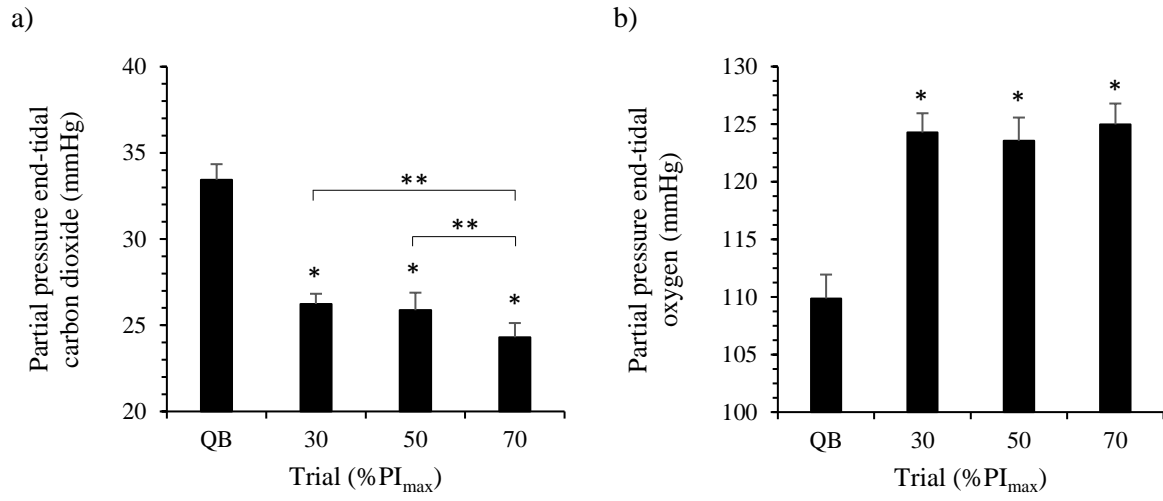 a)
Partial pressure end-tidal
carbon dioxide (mmHg)
40
35
30
25
20
**
**
*
*
*
QB
30
50
70
Trial (%PImax)
b)
Partial pressure end-tidal
oxygen (mmHg)
130
125
120
115
110
105
100
*
*
*
QB
30
50
70
Trial (%PImax)